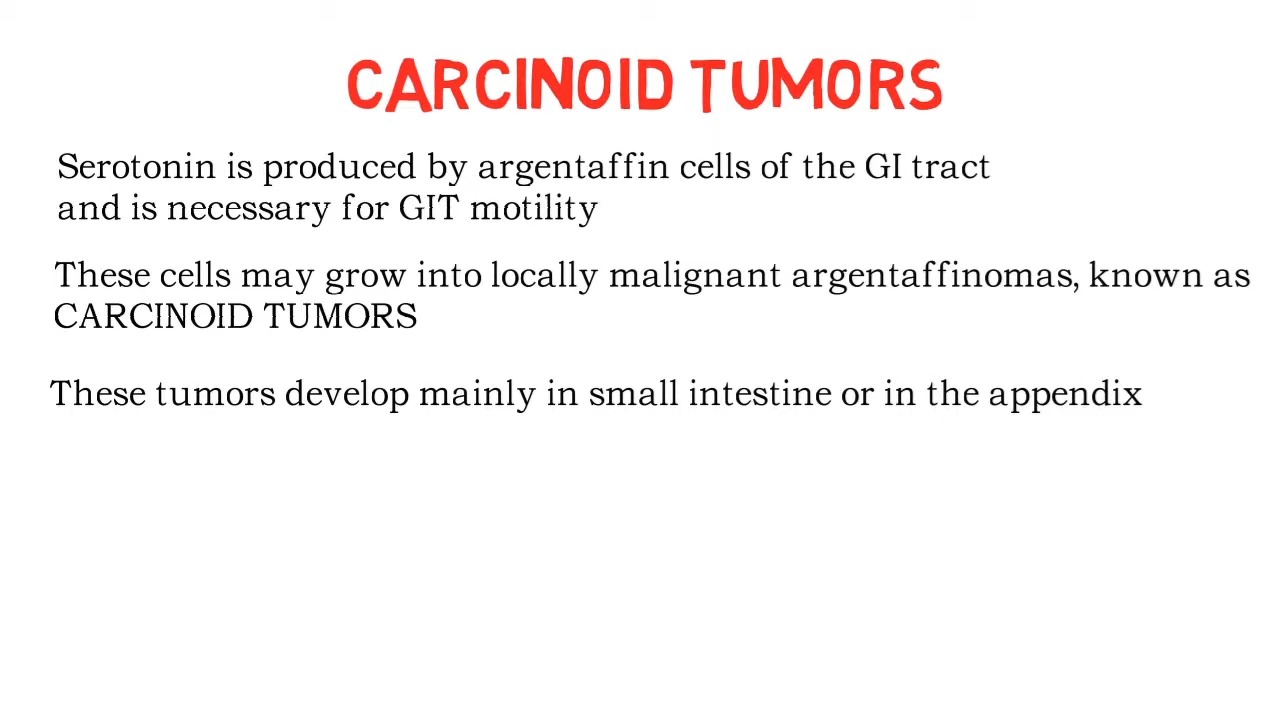 CARCINOID TUMORS
Serotonin is produced by argentaffin cells of the GI tract
and is necessary for GIT motility
These cells may grow into locally malignant argentaffinomas, known as
CARCINOID TUMORS
These tumors develop mainly in small intestine or in the appendix